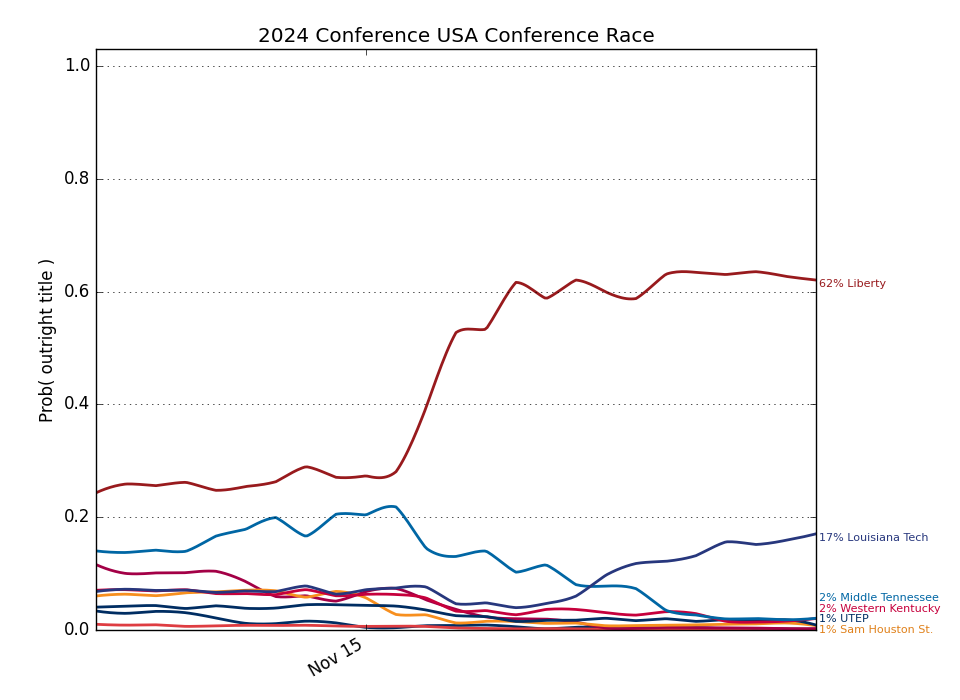 2024 Conference USA Conference Race
1.0
0.8
0.6
0.4
0.2
0.0
Prob( outright title )
Nov 15
62% Liberty
17% Louisiana Tech
2% Middle Tennessee
2% Western Kentucky
1% UTEP
1% Sam Houston St.